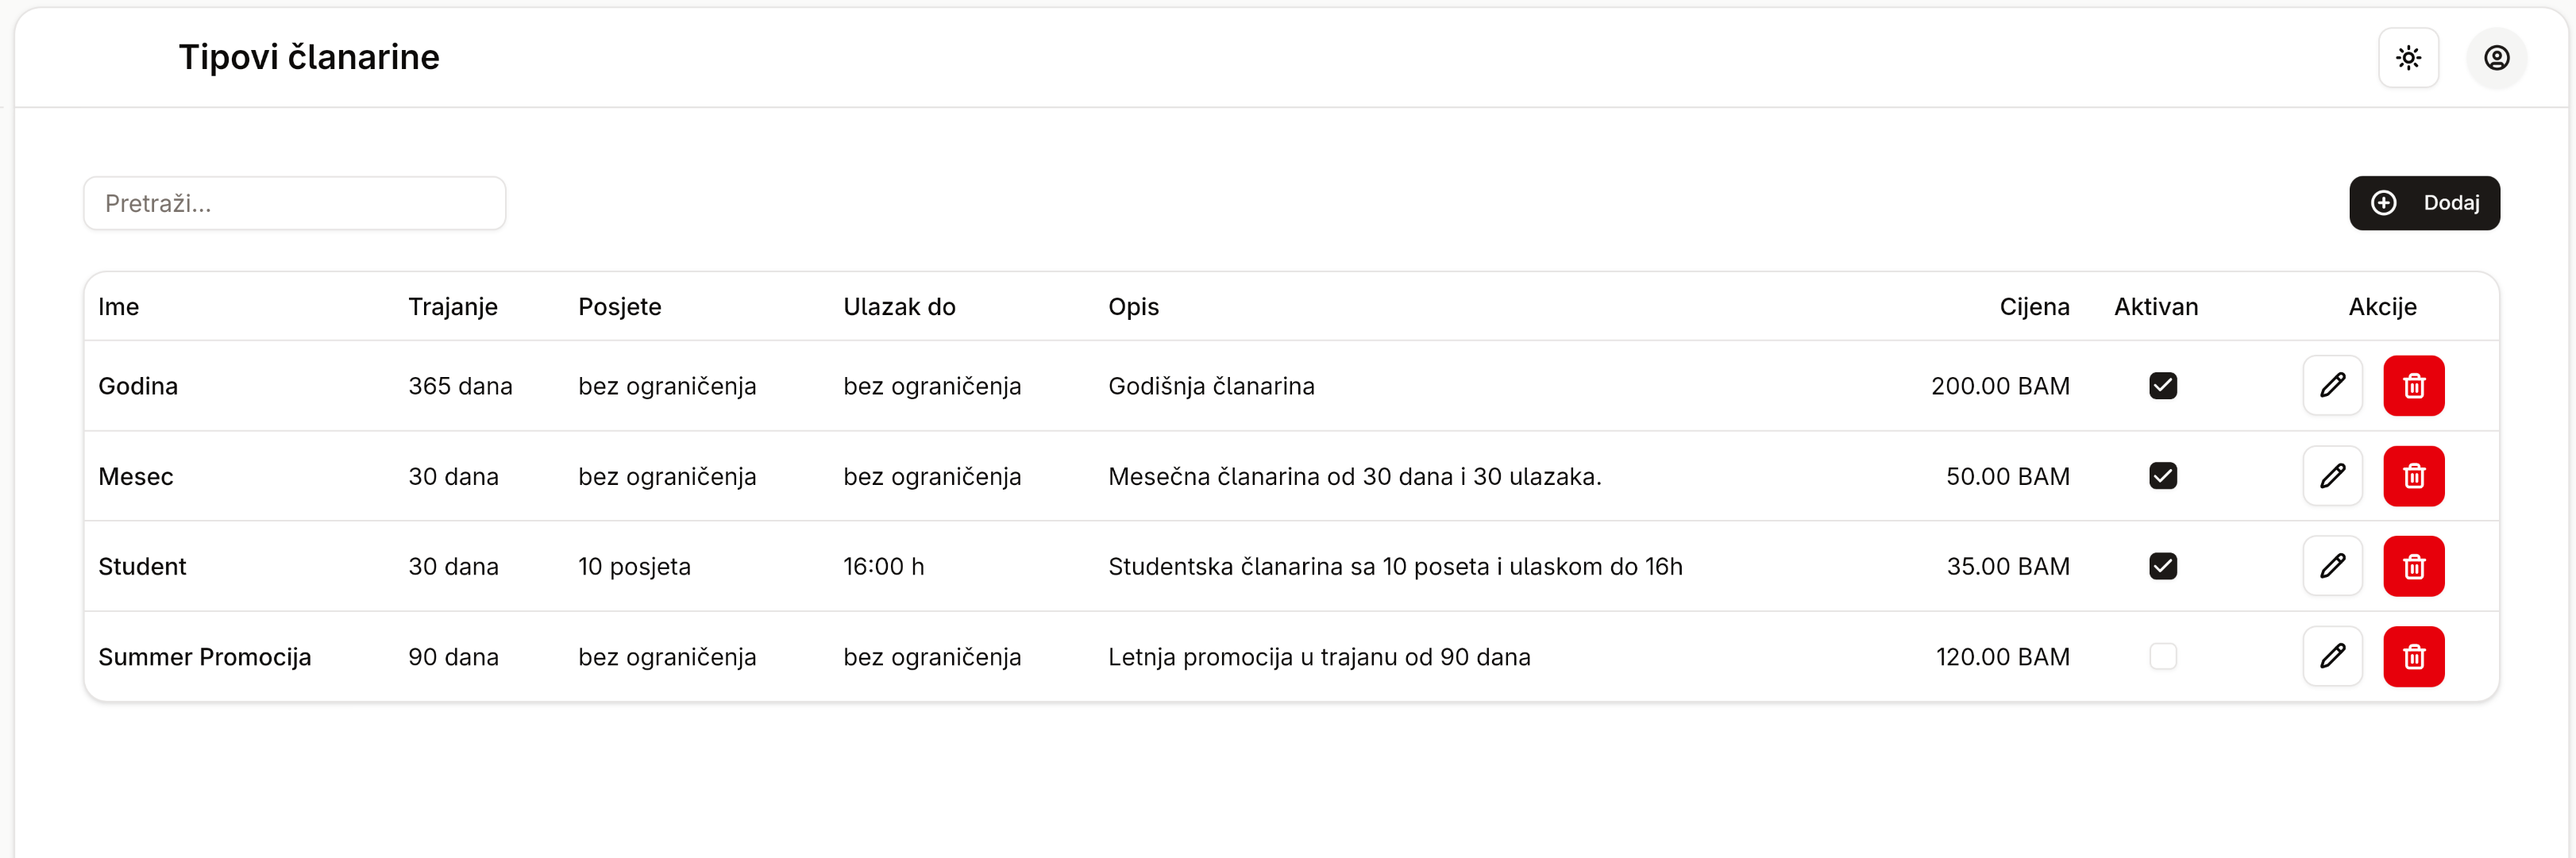 Tipovi članarine
Pretraži...
Dodaj
Ime Trajanje Posjete Ulazak do Opis Cijena Aktivan Akcije
Godina 365 dana bez ograničenja bez ograničenja Godišnja članarina 200.00 BAM
Mesec 30 dana bez ograničenja bez ograničenja Mesečna članarina od 30 dana i 30 ulazaka. 50.00 BAM
Student 30 dana 10 posjeta 16:00 h Studentska članarina sa 10 poseta i ulaskom do 16h 35.00 BAM
Summer Promocija 90 dana bez ograničenja bez ograničenja Letnja promocija u trajanu od 90 dana 120.00 BAM